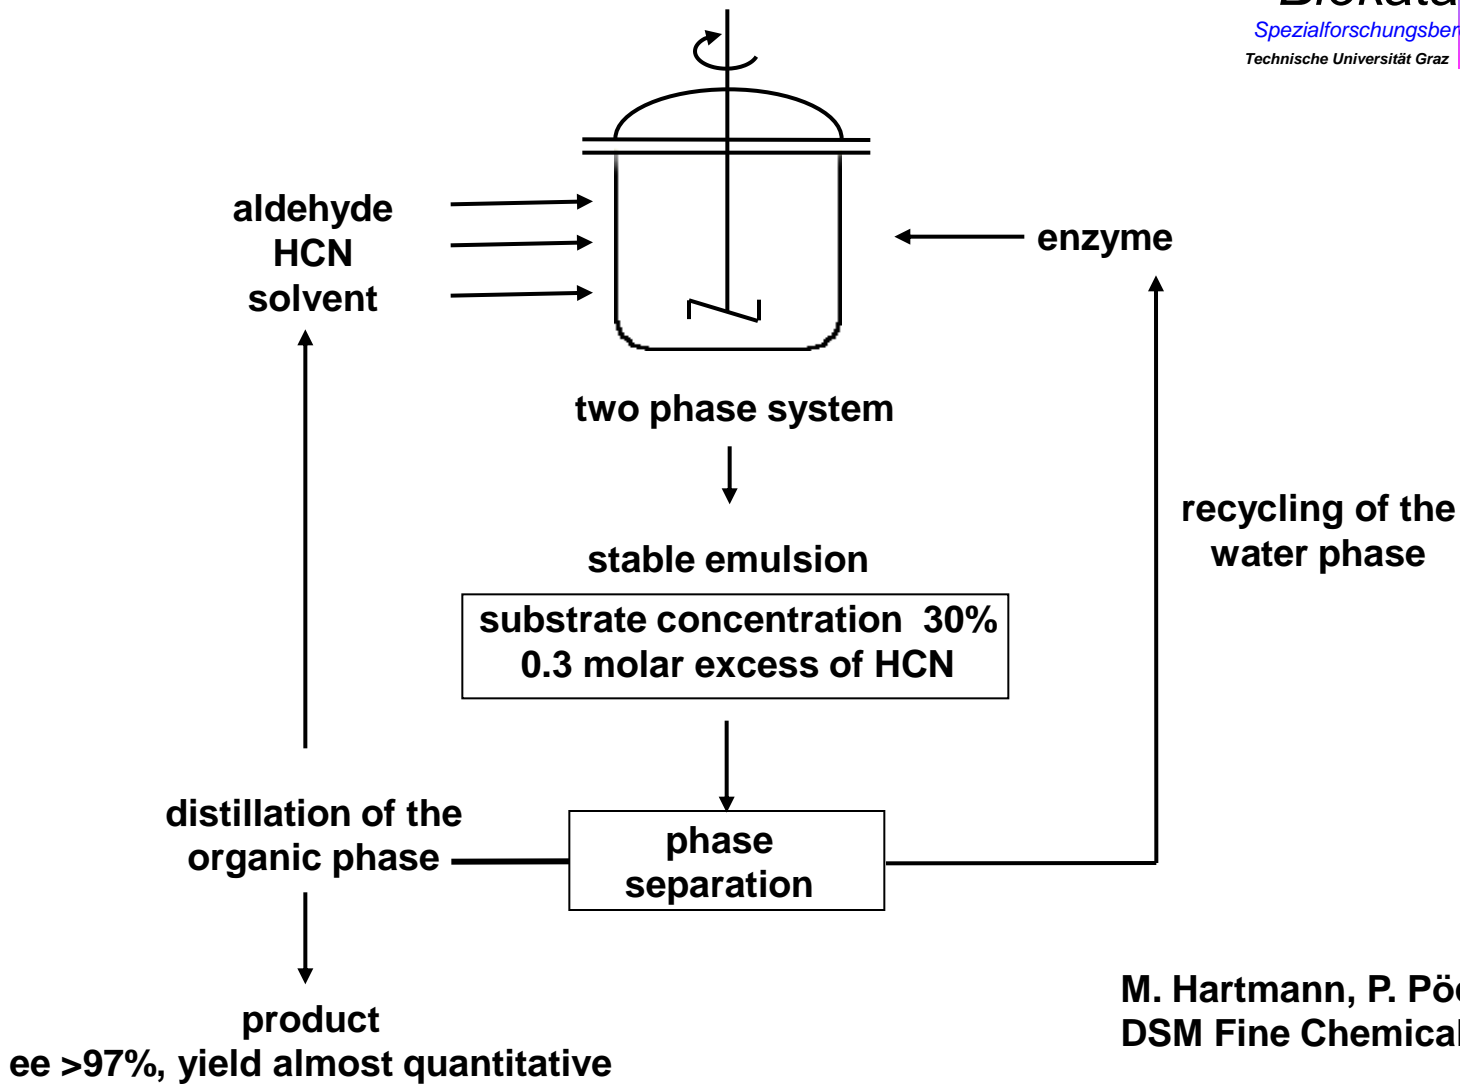 Spezialforschungsber
Technische Universität Graz
aldehyde
HCN
solvent
enzyme
two phase system
recycling of the
water phase
stable emulsion
substrate concentration 30%
0.3 molar excess of HCN
distillation of the
organic phase
phase
separation
product
ee >97%, yield almost quantitative
M. Hartmann, P.
DSM Fine Chemical